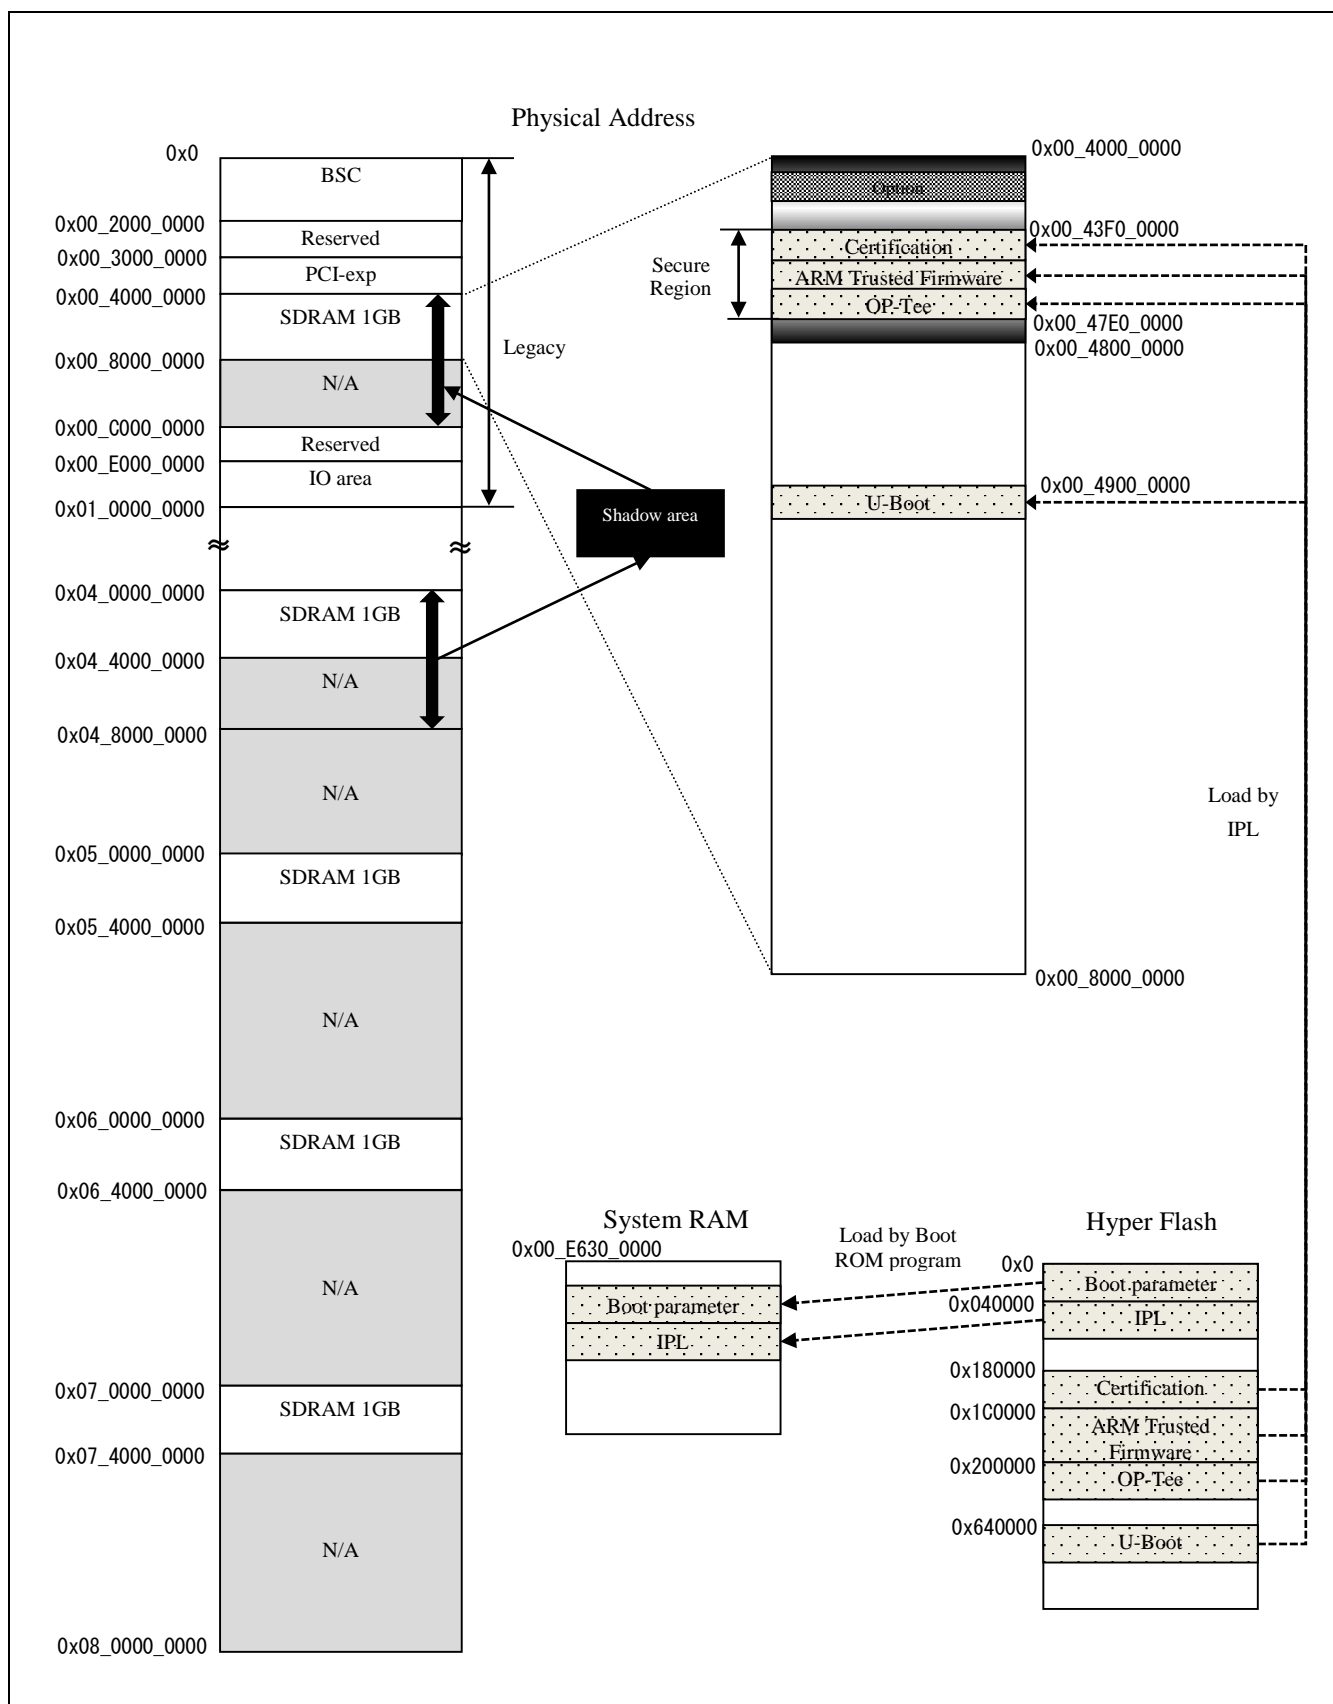 Physical Address
0x0
BSC
0x00_2000_0000
Reserved
0x00_3000_0000
PCI-exp
0x00_4000_0000
SDRAM 1GB
0x00_8000_0000
N/A
0x00_C000_0000
Reserved
0x00_E000_0000
IO area
0x01_0000_0000
Legacy
Shadow area
0x04_0000_0000
SDRAM 1GB
0x04_4000_0000
N/A
0x04_8000_0000
N/A
0x05_0000_0000
SDRAM 1GB
0x05_4000_0000
N/A
0x06_0000_0000
SDRAM 1GB
0x06_4000_0000
N/A
0x07_0000_0000
SDRAM 1GB
0x07_4000_0000
N/A
0x08_0000_0000
0x00_4000_0000
Option
0x00_43F0_0000
Certification
Secure
Region
ARM Trusted Firmware
OP-Tee
0x00_47E0_0000
0x00_4800_0000
0x00_4900_0000
U-Boot
0x00_8000_0000
Load by
IPL
System RAM
0x00_E630_0000
Boot parameter
IPL
Load by Boot
ROM program
Hyper Flash
0x0
Boot parameter
0x040000
IPL
0x180000
Certification
0x1C0000
ARM Trusted
Firmware
0x200000
OP-Tee
0x640000
U-Boot